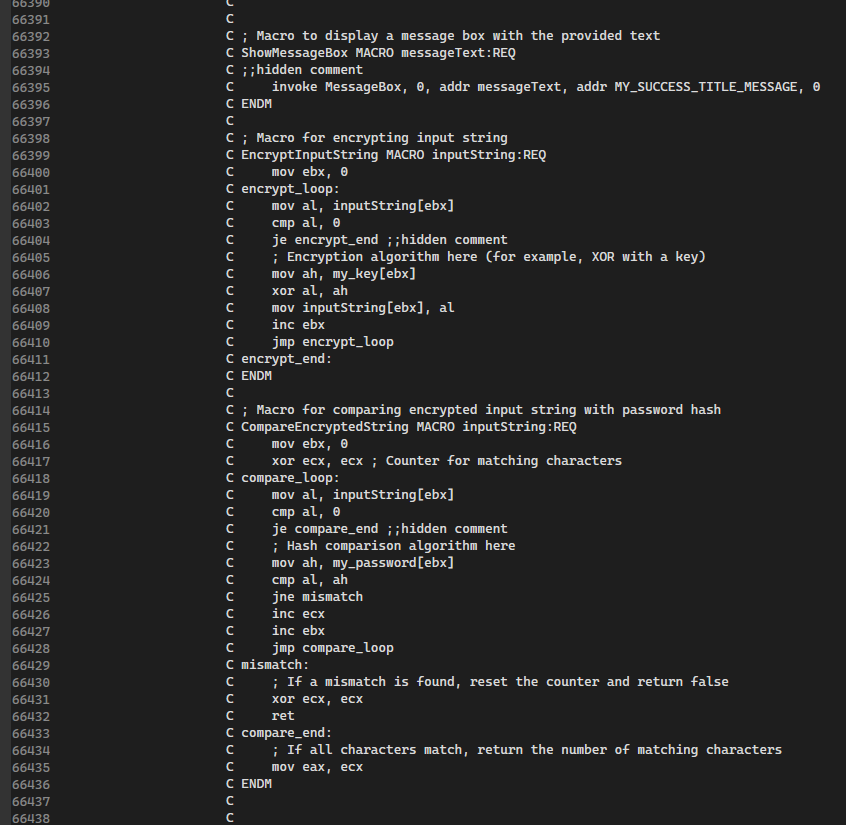 66390 C
66391 C
66392 C ; Macro to display a message box with the provided text
66393 C ShowMessageBox MACRO messageText:REQ
66394 C ;;hidden comment
66395 C     invoke MessageBox, 0, addr messageText, addr MY_SUCCESS_TITLE_MESSAGE, 0
66396 C ENDM
66397 C
66398 C ; Macro for encrypting input string
66399 C EncryptInputString MACRO inputString:REQ
66400 C     mov ebx, 0
66401 C encrypt_loop:
66402 C     mov al, inputString[ebx]
66403 C     cmp al, 0
66404 C     je encrypt_end ;;hidden comment
66405 C     ; Encryption algorithm here (for example, XOR with a key)
66406 C     mov ah, my_key[ebx]
66407 C     xor al, ah
66408 C     mov inputString[ebx], al
66409 C     inc ebx
66410 C     jmp encrypt_loop
66411 C encrypt_end:
66412 C ENDM
66413 C
66414 C ; Macro for comparing encrypted input string with password hash
66415 C CompareEncryptedString MACRO inputString:REQ
66416 C     mov ebx, 0
66417 C     xor ecx, ecx ; Counter for matching characters
66418 C compare_loop:
66419 C     mov al, inputString[ebx]
66420 C     cmp al, 0
66421 C     je compare_end ;;hidden comment
66422 C     ; Hash comparison algorithm here
66423 C     mov ah, my_password[ebx]
66424 C     cmp al, ah
66425 C     jne mismatch
66426 C     inc ecx
66427 C     inc ebx
66428 C     jmp compare_loop
66429 C mismatch:
66430 C     ; If a mismatch is found, reset the counter and return false
66431 C     xor ecx, ecx
66432 C     ret
66433 C compare_end:
66434 C     ; If all characters match, return the number of matching characters
66435 C     mov eax, ecx
66436 C ENDM
66437 C
66438 C